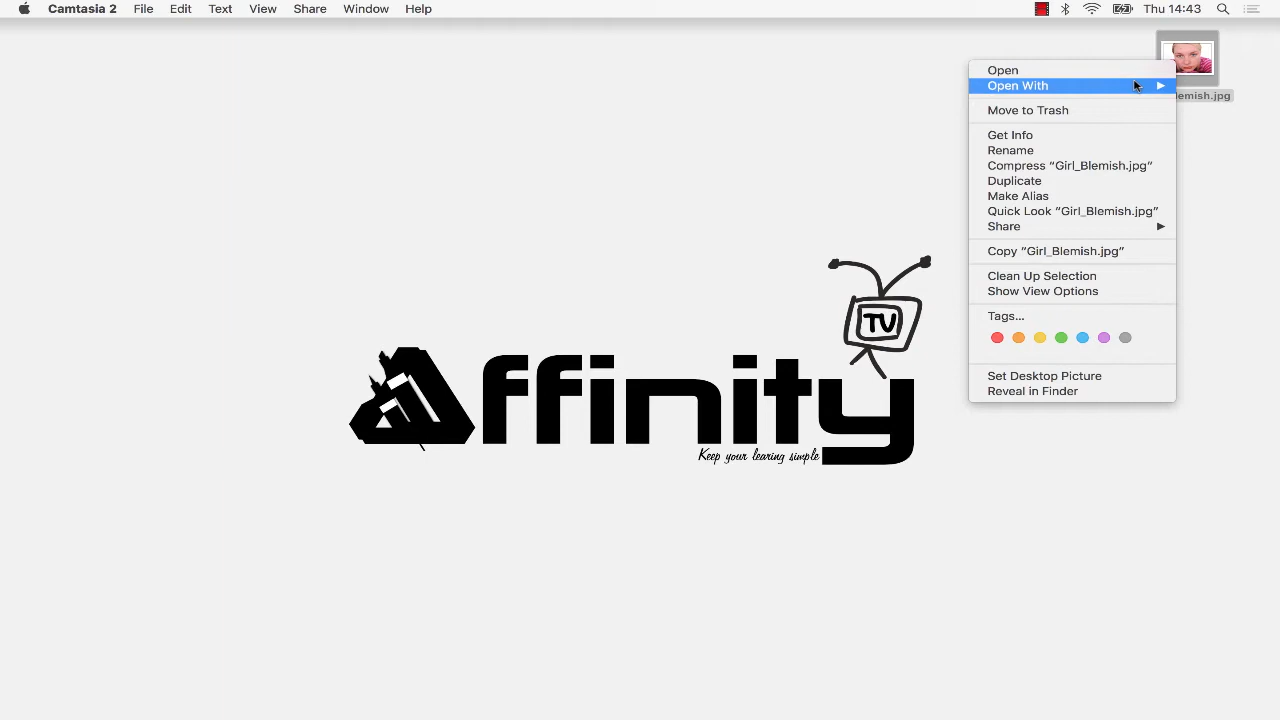 Camtasia 2 File Edit Text View Share Window Help Thu 14:43
Open
Open With
lemish.jpg
Move to Trash
Get Info
Rename
Compress “Girl_Blemish.jpg”
Duplicate
Make Alias
Quick Look “Girl_Blemish.jpg”
Share
Copy “Girl_Blemish.jpg”
Clean Up Selection
Show View Options
Tags...
Set Desktop Picture
Reveal in Finder
TV
Affinity
Keep your learing simple